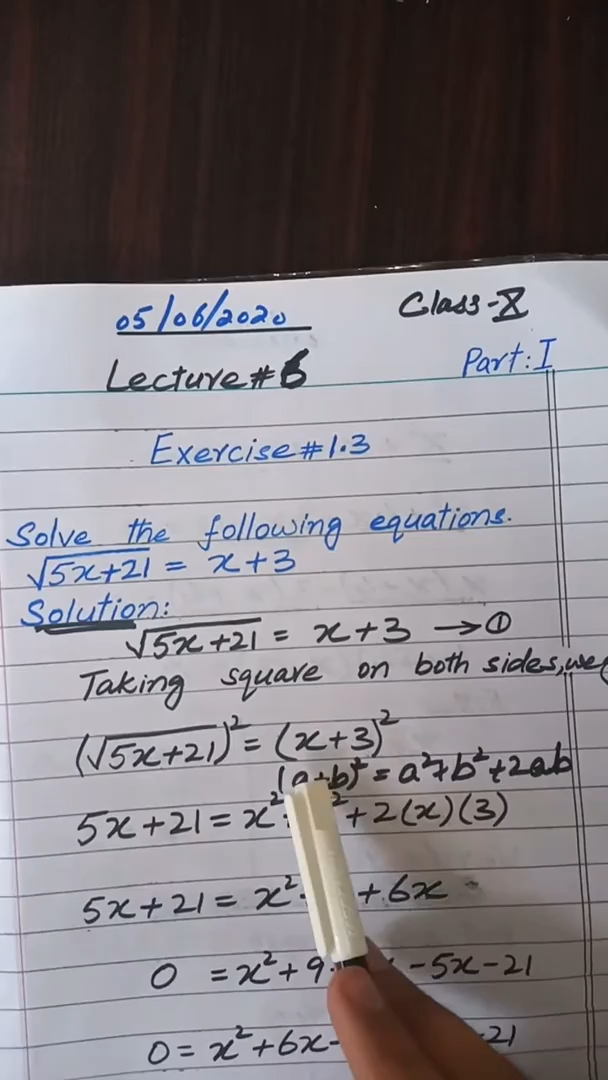 05/06/2020 Class-X
Lecture#6 Part:I
Exercise#1.3
Solve the following equations.
√5x+21 = x+3
Solution:
√5x+21 = x+3 →①
Taking square on both sides,we
(√5x+21)² = (x+3)²
(a+b)² = a²+b²+2ab
5x+21 = x² ² +2(x)(3)
5x+21 = x² +6x
0 = x²+9 -5x-21
0 = x²+6x- 21